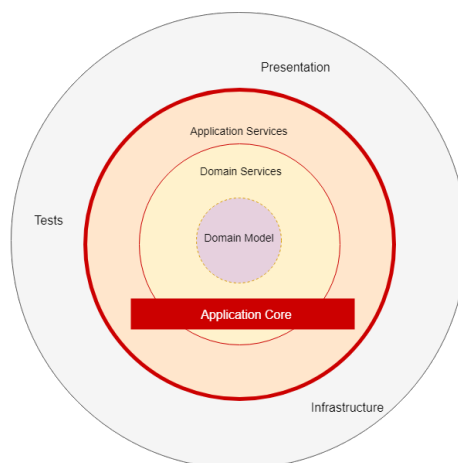 Presentation
Application Services
Domain Services
Tests
Domain Model
Application Core
Infrastructure